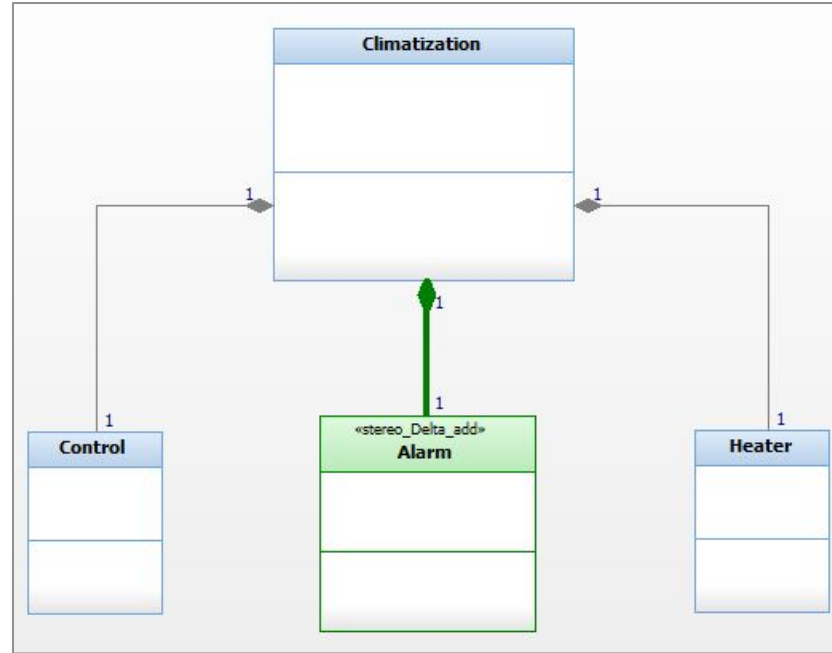 Climatization
1
1
1
1
1
1
«stereo_Delta_add»
Control
Alarm
Heater